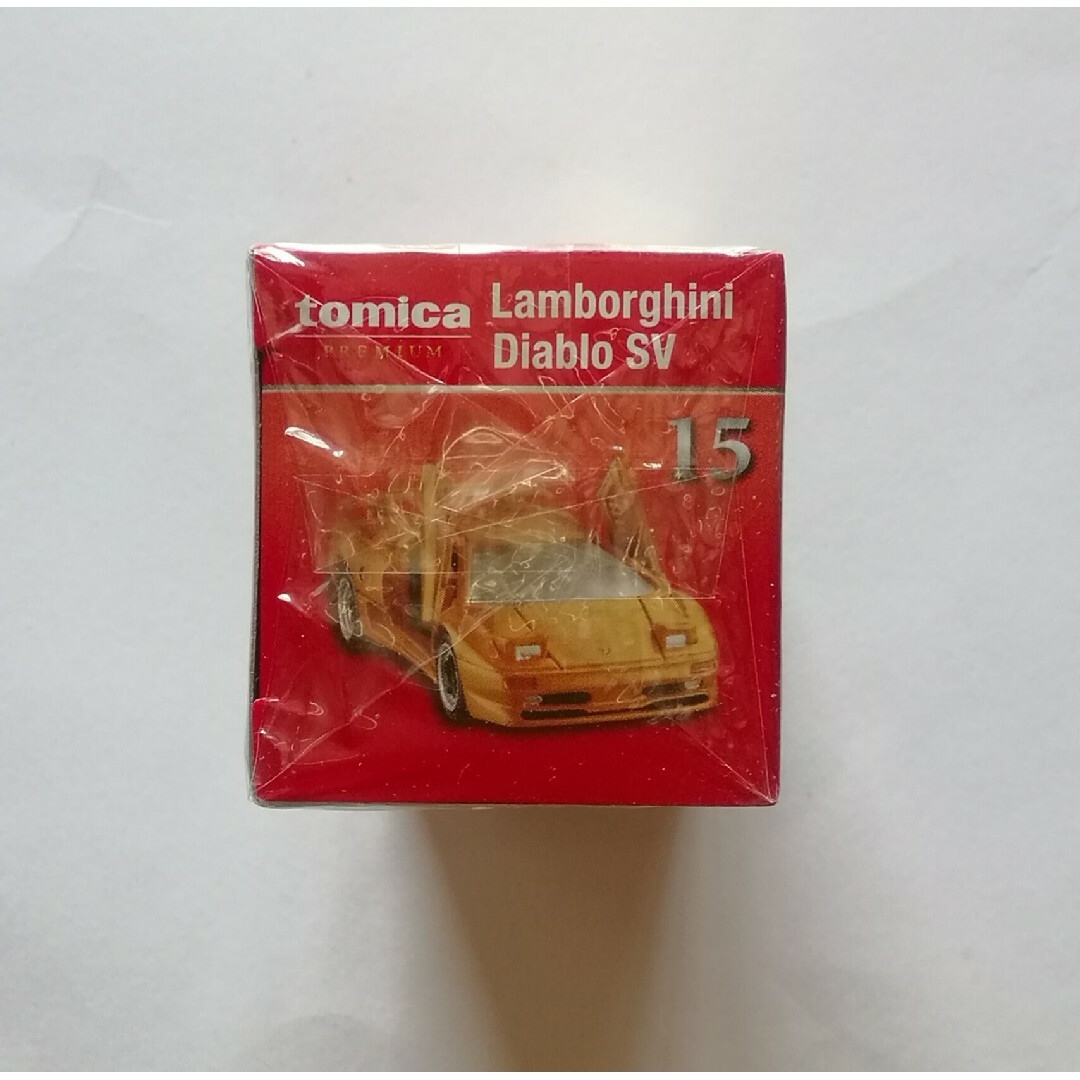 tomica
PREMIUM
Lamborghini
Diablo SV
15